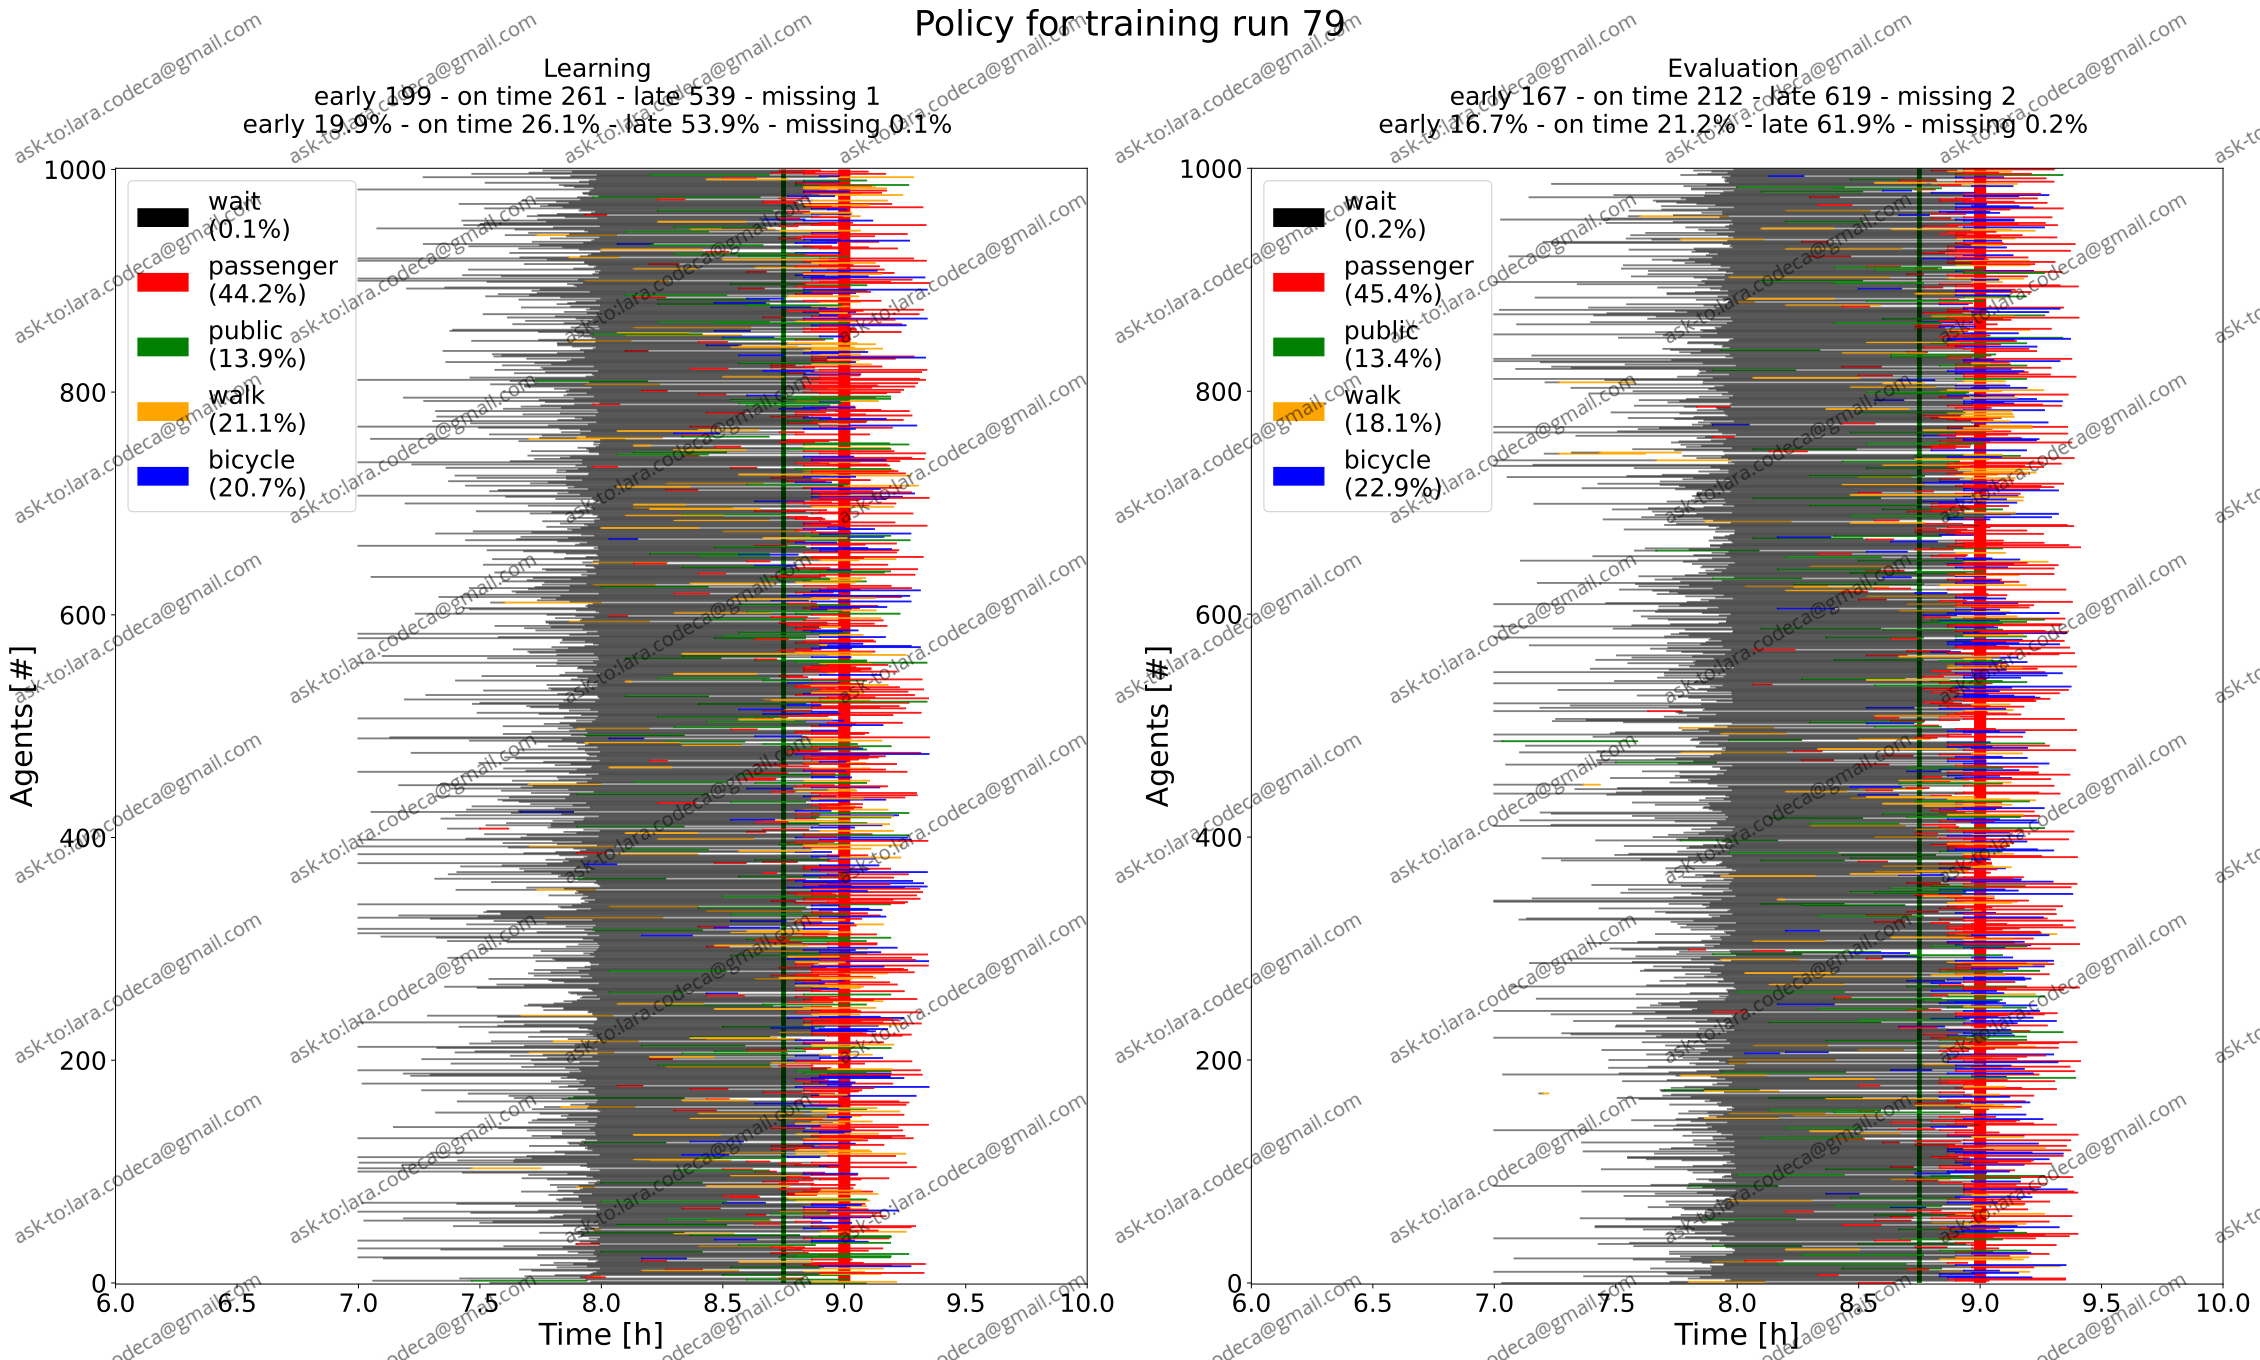 Policy for training run 79
Learning
early 199 - on time 261 - late 539 - missing 1
early 19.9% - on time 26.1% - late 53.9% - missing 0.1%
1000
800
600
400
200
0
Agents [#]
wait
(0.1%)
passenger
(44.2%)
public
(13.9%)
walk
(21.1%)
bicycle
(20.7%)
6.0 6.5 7.0 7.5 8.0 8.5 9.0 9.5 10.0
Time [h]
Evaluation
early 167 - on time 212 - late 619 - missing 2
early 16.7% - on time 21.2% - late 61.9% - missing 0.2%
1000
800
600
400
200
0
Agents [#]
wait
(0.2%)
passenger
(45.4%)
public
(13.4%)
walk
(18.1%)
bicycle
(22.9%)
6.0 6.5 7.0 7.5 8.0 8.5 9.0 9.5 10.0
Time [h]
ask-to:lara.codeca@gmail.com